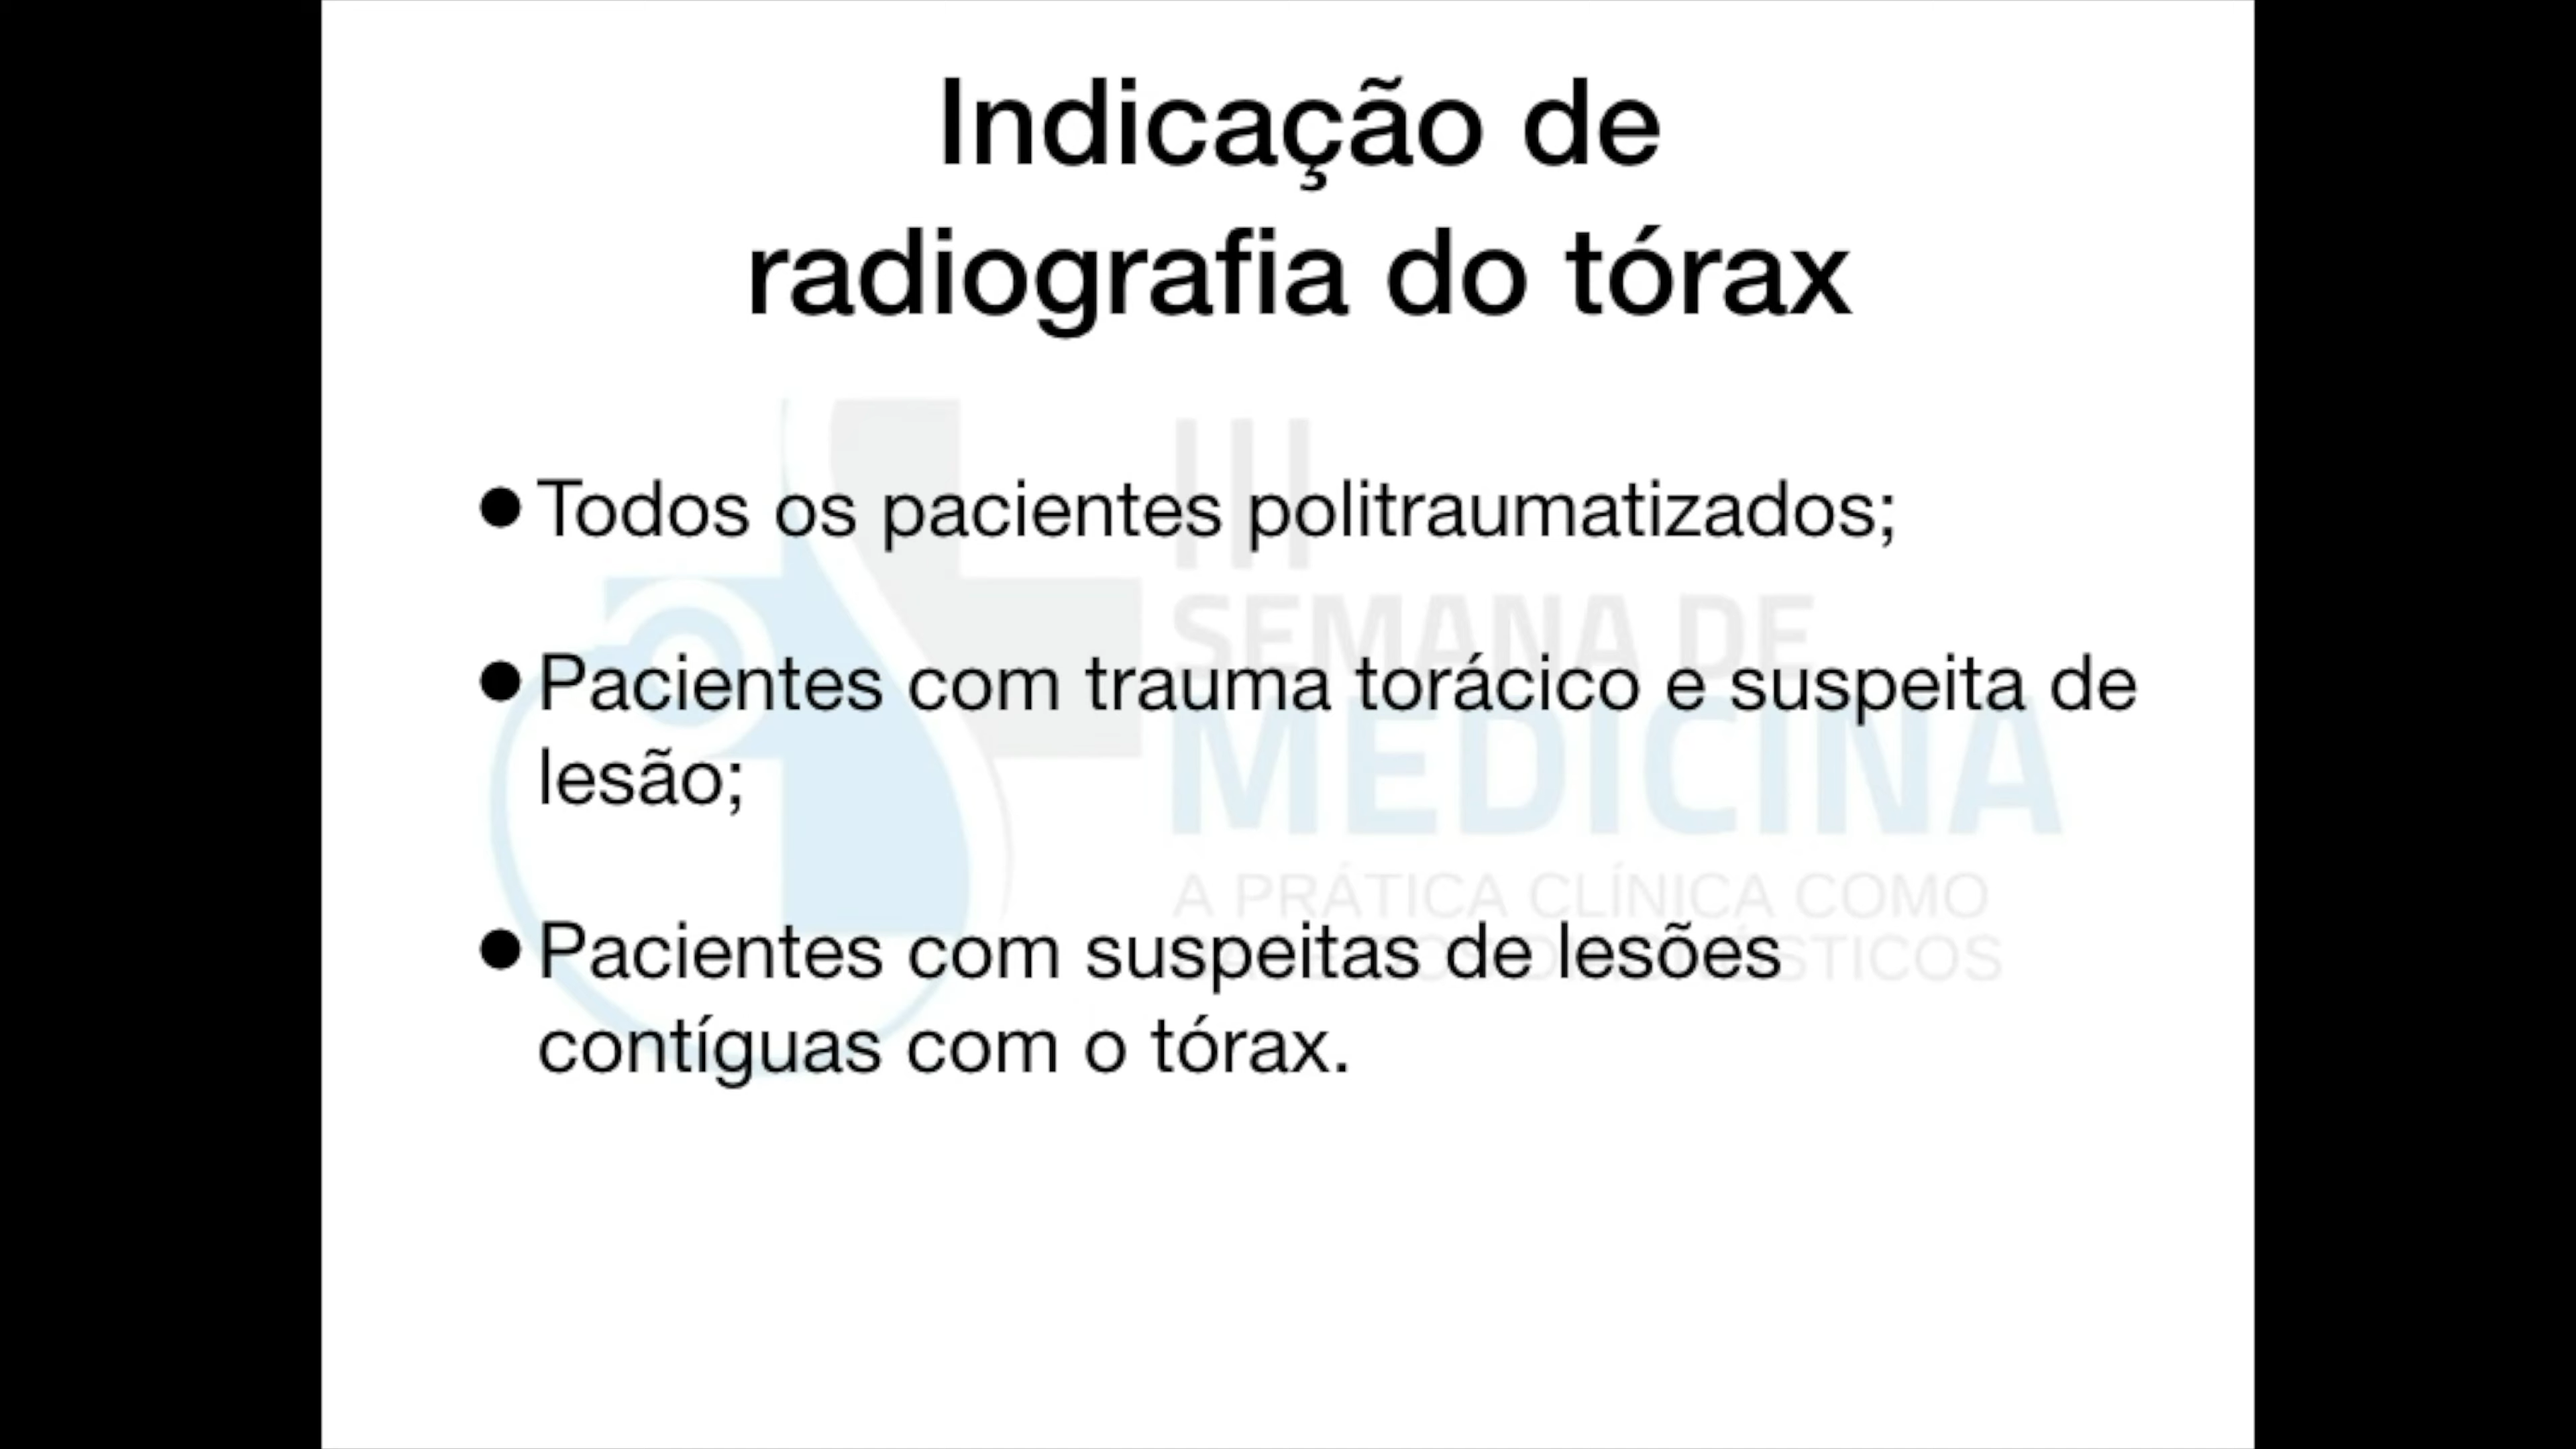 Indicação de
radiografia do tórax
III
SEMANA DE
MEDICINA
A PRÁTICA CLÍNICA COMO
● Todos os pacientes politraumatizados;
● Pacientes com trauma torácico e suspeita de
lesão;
● Pacientes com suspeitas de lesões
contíguas com o tórax.